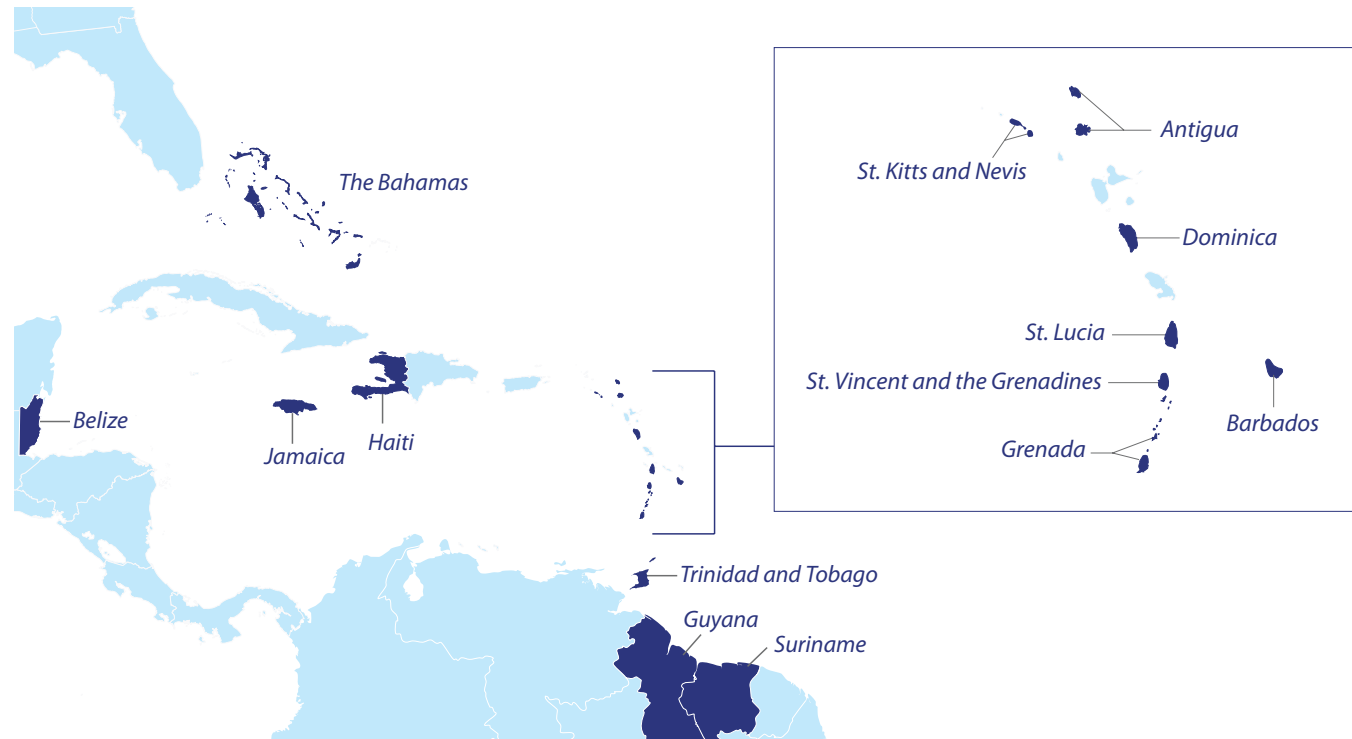 Antigua
St. Kitts and Nevis
The Bahamas
Dominica
St. Lucia
St. Vincent and the Grenadines
Belize
Barbados
Haiti
Grenada
Jamaica
Trinidad and Tobago
Guyana
Suriname